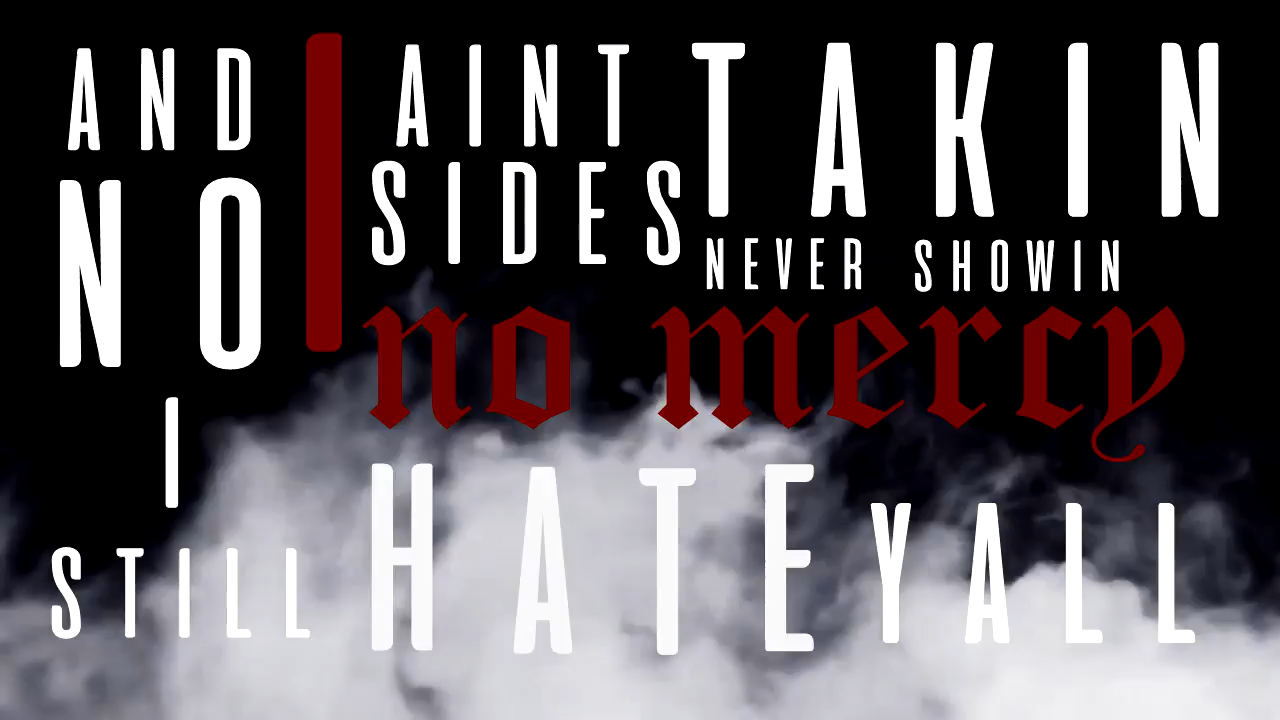 AND I AINT TAKIN
NO SIDES
NEVER SHOWIN
no mercy
I
STILL HATE YALL